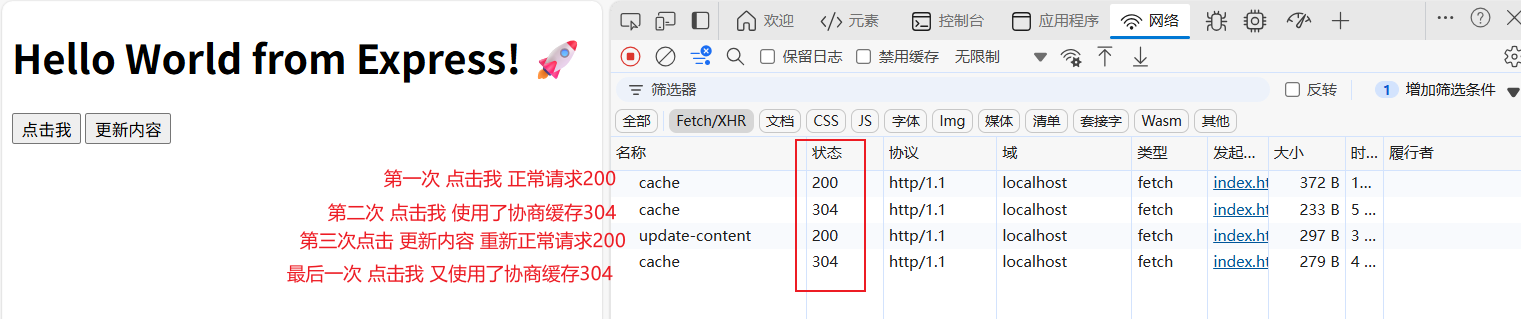 欢迎 元素 控制台 应用程序 网络
Hello World from Express! 🚀
保留日志 禁用缓存 无限制
筛选器 反转 1 增加筛选条件
点击我 更新内容
全部 Fetch/XHR 文档 CSS JS 字体 Img 媒体 清单 套接字 Wasm 其他
名称 状态 协议 域 类型 发起... 大小 时... 履行者
第一次 点击我 正常请求200
cache 200 http/1.1 localhost fetch index.ht 372 B 1...
第二次 点击我 使用了协商缓存304
cache 304 http/1.1 localhost fetch index.ht 233 B 5 ...
第三次点击 更新内容 重新正常请求200
update-content 200 http/1.1 localhost fetch index.ht 297 B 3 ...
最后一次 点击我 又使用了协商缓存304
cache 304 http/1.1 localhost fetch index.ht 279 B 4 ...